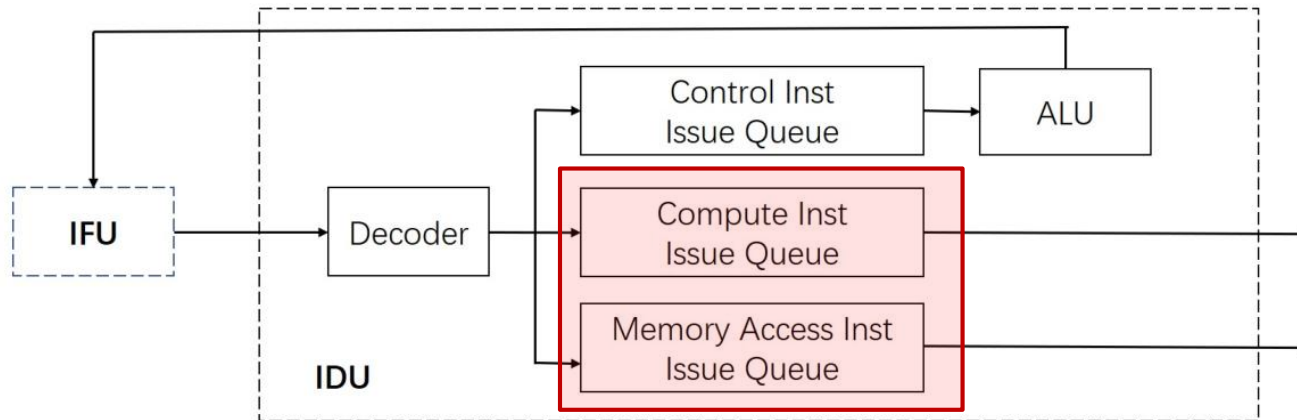 Control Inst
Issue Queue
ALU
IFU
Decoder
Compute Inst
Issue Queue
Memory Access Inst
Issue Queue
IDU